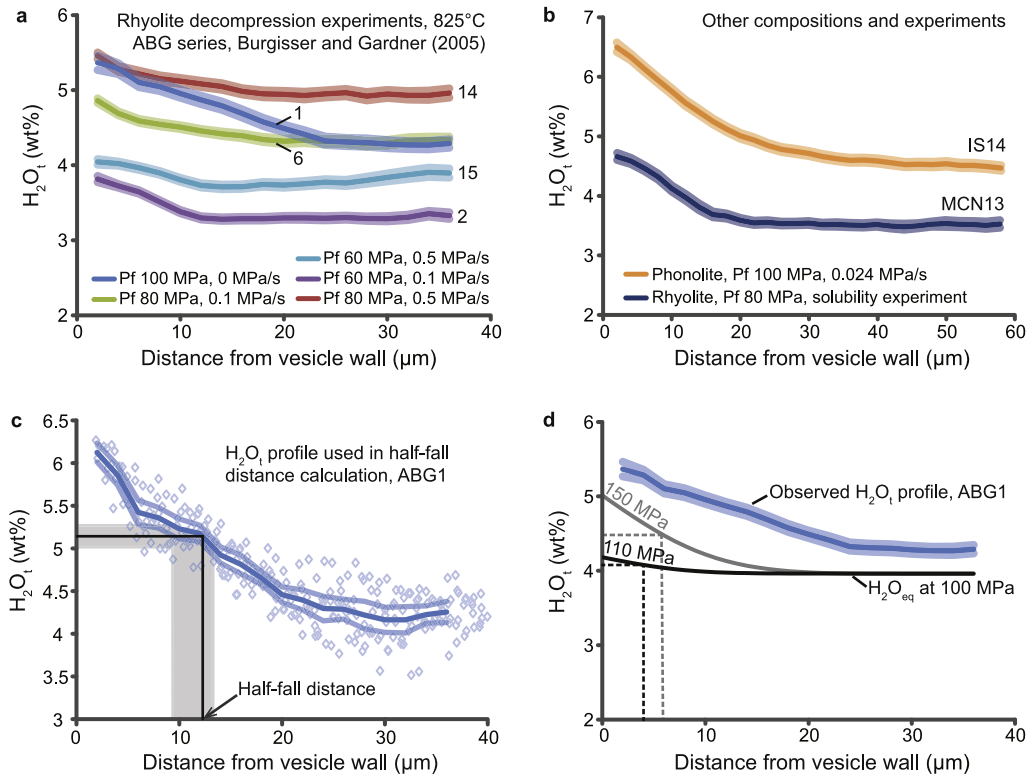 a
Rhyolite decompression experiments, 825°C
ABG series, Burgisser and Gardner (2005)
6
5
4
3
2
H₂Oₜ (wt%)
14
1
6
15
2
Pf 100 MPa, 0 MPa/s
Pf 80 MPa, 0.1 MPa/s
Pf 60 MPa, 0.5 MPa/s
Pf 60 MPa, 0.1 MPa/s
Pf 80 MPa, 0.5 MPa/s
0 10 20 30 40
Distance from vesicle wall (µm)
b
Other compositions and experiments
7
6
5
4
3
2
H₂Oₜ (wt%)
IS14
MCN13
Phonolite, Pf 100 MPa, 0.024 MPa/s
Rhyolite, Pf 80 MPa, solubility experiment
0 10 20 30 40 50 60
Distance from vesicle wall (µm)
c
H₂Oₜ profile used in half-fall
distance calculation, ABG1
6.5
6
5.5
5
4.5
4
3.5
3
H₂Oₜ (wt%)
Half-fall distance
0 10 20 30 40
Distance from vesicle wall (µm)
d
6
5
4
3
2
H₂Oₜ (wt%)
Observed H₂Oₜ profile, ABG1
150 MPa
110 MPa
H₂O_eq at 100 MPa
0 10 20 30 40
Distance from vesicle wall (µm)